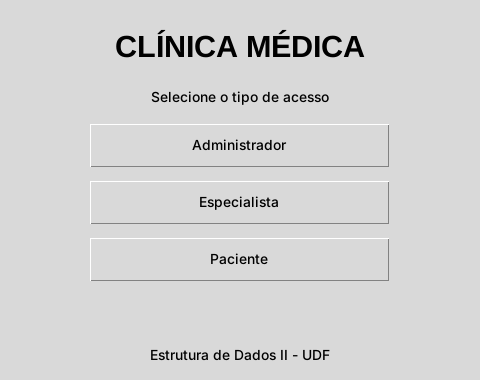 CLÍNICA MÉDICA
Selecione o tipo de acesso
Administrador
Especialista
Paciente
Estrutura de Dados II - UDF